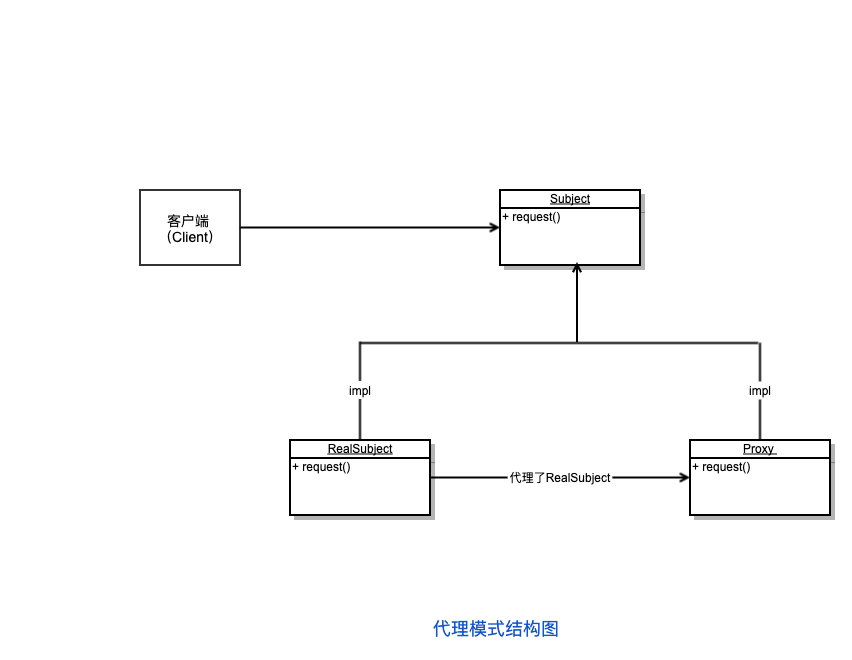 客户端
（Client）
Subject
+ request()
impl
impl
RealSubject
+ request()
代理了RealSubject
Proxy
+ request()
代理模式结构图